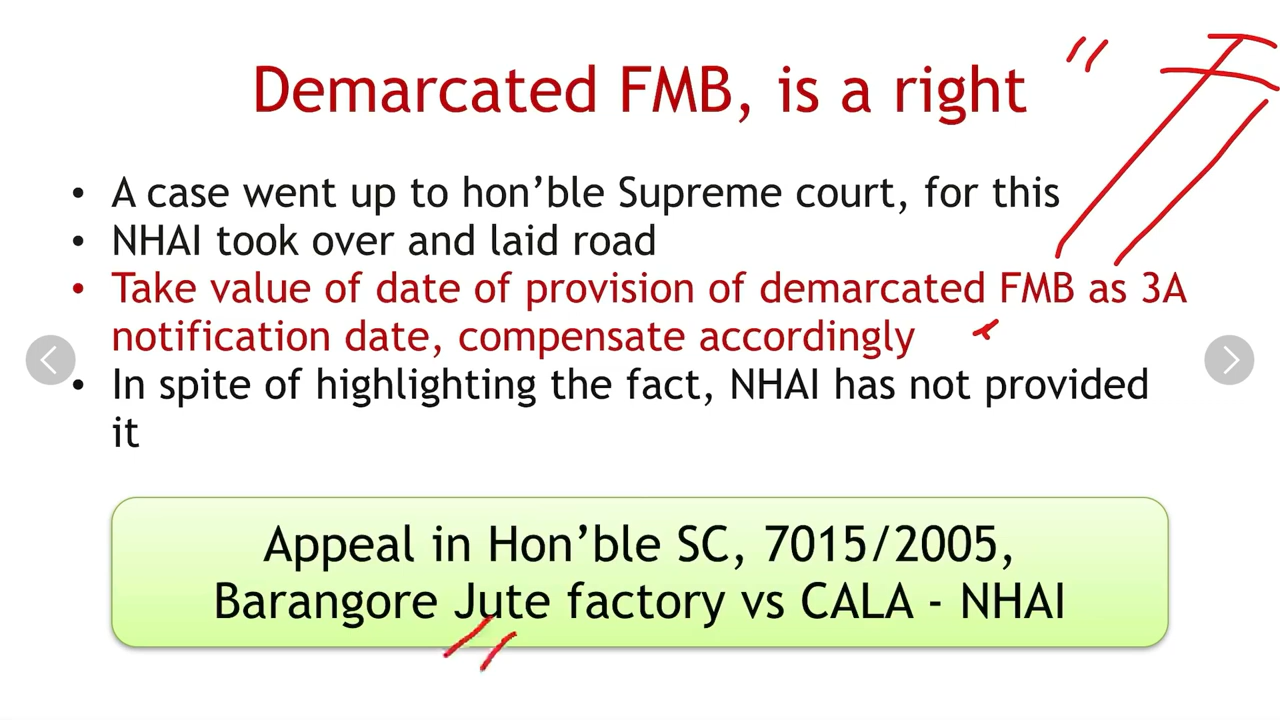 Demarcated FMB, is a right
• A case went up to hon’ble Supreme court, for this
• NHAI took over and laid road
• Take value of date of provision of demarcated FMB as 3A
notification date, compensate accordingly
• In spite of highlighting the fact, NHAI has not provided
it
Appeal in Hon’ble SC, 7015/2005,
Barangore Jute factory vs CALA - NHAI